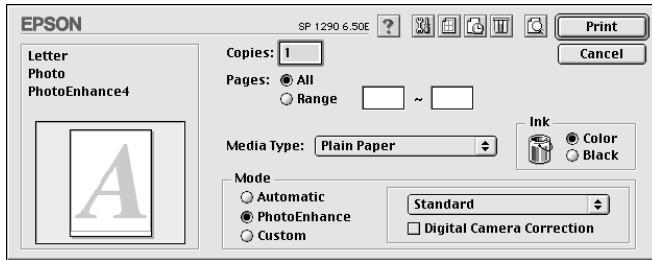 EPSON
SP 1290 6.50E
?
Print
Cancel
Letter
Photo
PhotoEnhance4
A
Copies: 1
Pages: All
Range ~
Media Type: Plain Paper
Ink
Color
Black
Mode
Automatic
PhotoEnhance
Custom
Standard
Digital Camera Correction